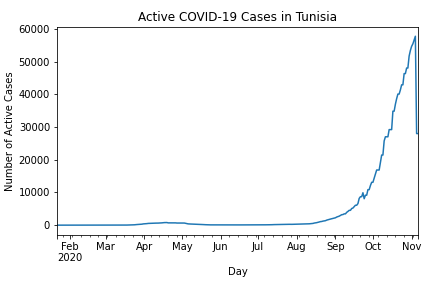 Active COVID-19 Cases in Tunisia
Number of Active Cases
60000
50000
40000
30000
20000
10000
0
Feb Mar Apr May Jun Jul Aug Sep Oct Nov
2020
Day